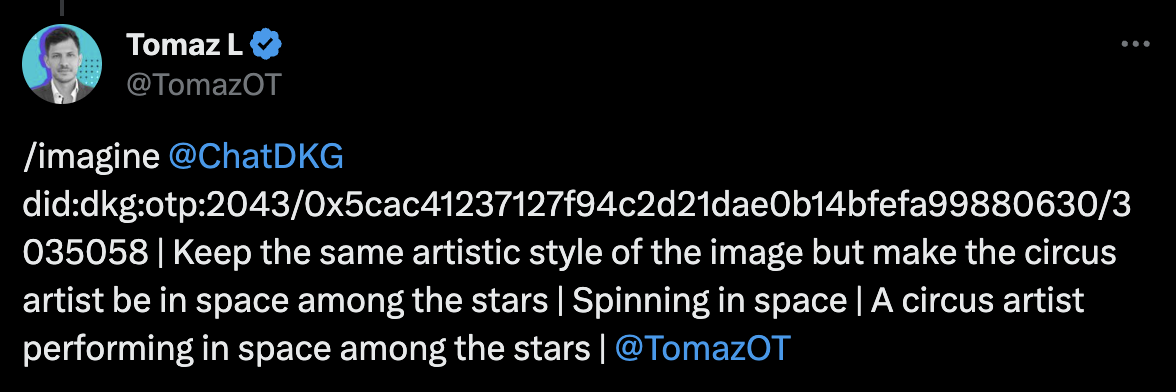 Tomaz L
@TomazOT
/imagine @ChatDKG
did:dkg:otp:2043/0x5cac41237127f94c2d21dae0b14bfefa99880630/3
035058 | Keep the same artistic style of the image but make the circus
artist be in space among the stars | Spinning in space | A circus artist
performing in space among the stars | @TomazOT